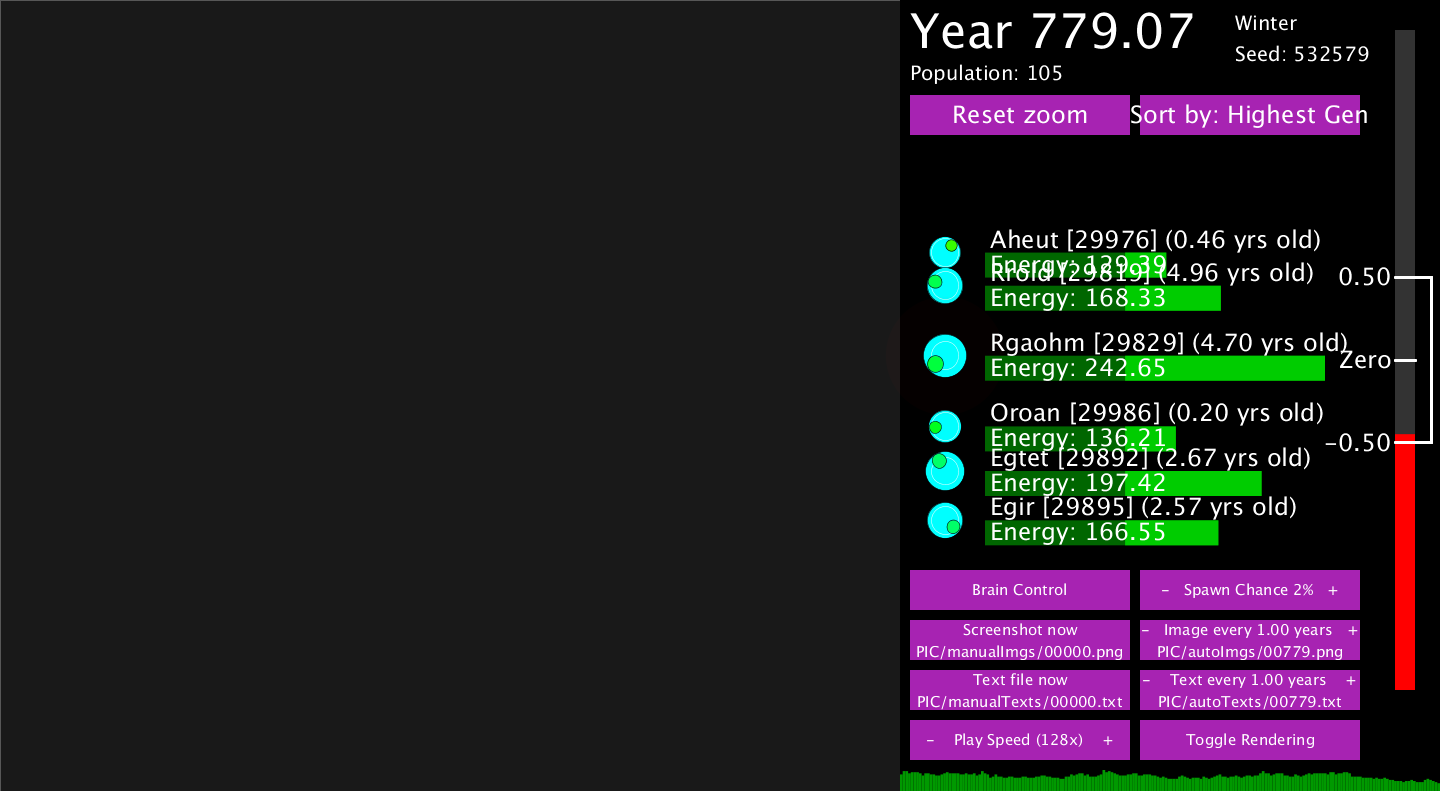 Year 779.07
Winter
Seed: 532579
Population: 105
Reset zoom
Sort by: Highest Gen
Aheut [29976] (0.46 yrs old)
Energy: 139.39
Rrold [29819] (4.96 yrs old)
Energy: 168.33
Rgaohm [29829] (4.70 yrs old)
Energy: 242.65
Oroan [29986] (0.20 yrs old)
Energy: 136.21
Egtet [29892] (2.67 yrs old)
Energy: 197.42
Egir [29895] (2.57 yrs old)
Energy: 166.55
0.50
Zero
-0.50
Brain Control
- Spawn Chance 2% +
Screenshot now
PIC/manualImgs/00000.png
- Image every 1.00 years +
PIC/autoImgs/00779.png
Text file now
PIC/manualTexts/00000.txt
- Text every 1.00 years +
PIC/autoTexts/00779.txt
- Play Speed (128x) +
Toggle Rendering